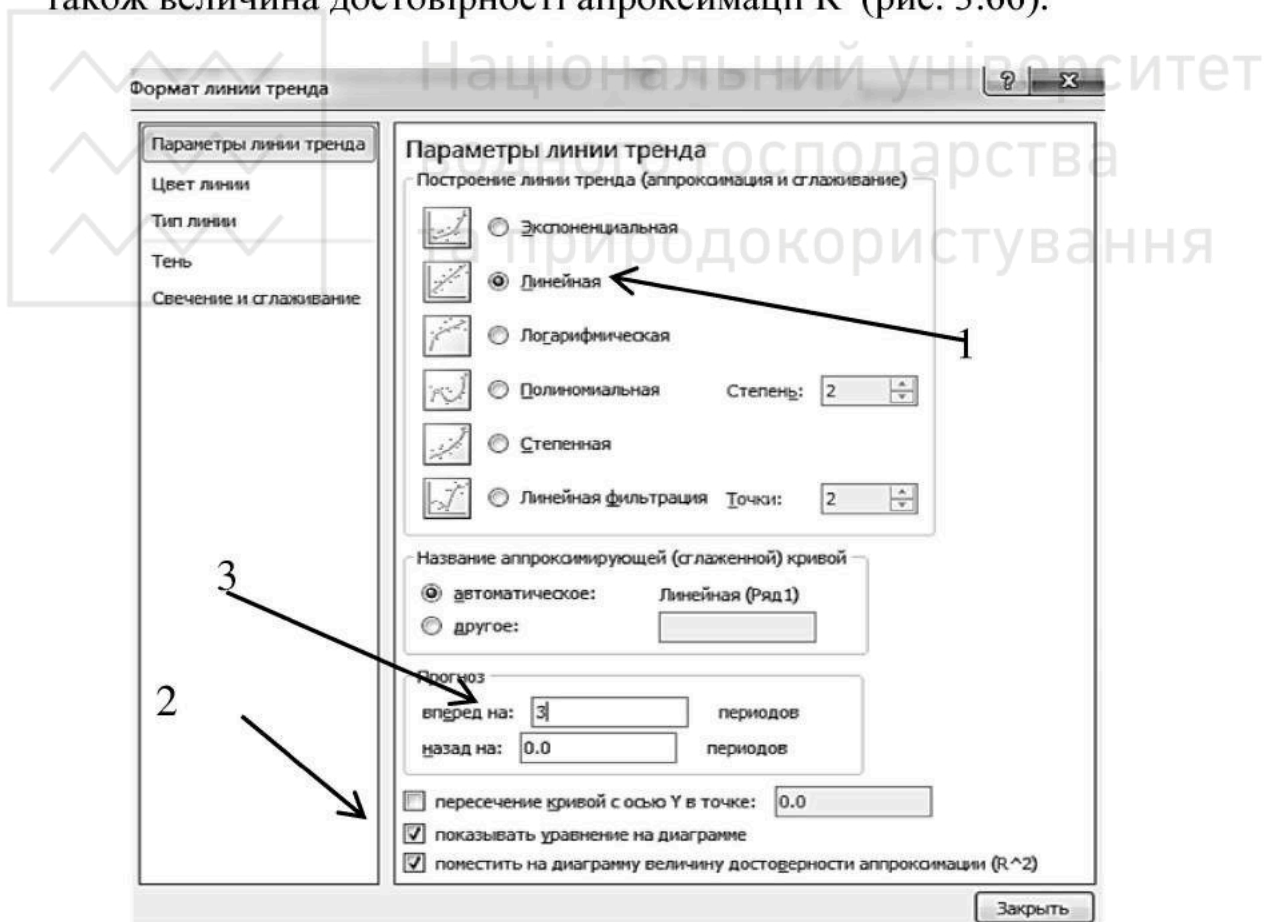 також величина достовірності апроксимації R² (рис. 3.66).
Національний університет
водного господарства
та природокористування
Формат линии тренда
Параметры линии тренда
Цвет линии
Тип линии
Тень
Свечение и сглаживание
Параметры линии тренда
Построение линии тренда (аппроксимация и сглаживание)
Экспоненциальная
Линейная
1
Логарифмическая
Полиномиальная Степень: 2
Степенная
Линейная фильтрация Точки: 2
Название аппроксимирующей (сглаженной) кривой
3
автоматическое: Линейная (Ряд1)
другое:
Прогноз
2
вперед на: 3 периодов
назад на: 0.0 периодов
пересечение кривой с осью Y в точке: 0.0
показывать уравнение на диаграмме
поместить на диаграмму величину достоверности аппроксимации (R^2)
Закрыть